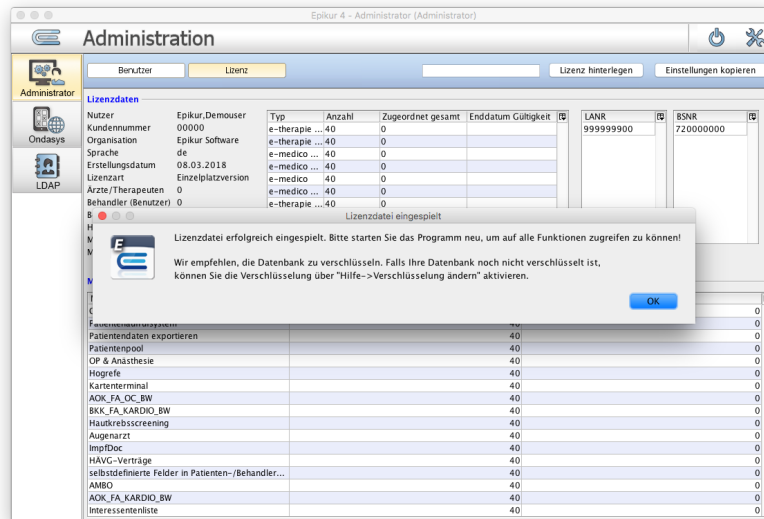 Epikur 4 - Administrator (Administrator)
Administration
Administrator
Ondasys
LDAP
Benutzer
Lizenz
Lizenz hinterlegen
Einstellungen kopieren
Lizenzdaten
Nutzer Epikur,Demouser
Kundennummer 00000
Organisation Epikur Software
Sprache de
Erstellungsdatum 08.03.2018
Lizenzart Einzelplatzversion
Ärzte/Therapeuten 0
Behandler (Benutzer) 0
Typ Anzahl Zugeordnet gesamt Enddatum Gültigkeit
e-therapie ... 40 0
e-therapie ... 40 0
e-medico ... 40 0
e-medico ... 40 0
e-medico ... 40 0
e-medico ... 40 0
e-therapie ... 40 0
LANR
999999900
BSNR
720000000
Lizenzdatei eingespielt
Lizenzdatei erfolgreich eingespielt. Bitte starten Sie das Programm neu, um auf alle Funktionen zugreifen zu können!
Wir empfehlen, die Datenbank zu verschlüsseln. Falls Ihre Datenbank noch nicht verschlüsselt ist,
können Sie die Verschlüsselung über "Hilfe->Verschlüsselung ändern" aktivieren.
OK
0
Patientenaufrufsystem 40 0
Patientendaten exportieren 40 0
Patientenpool 40 0
OP & Anästhesie 40 0
Hogrefe 40 0
Kartenterminal 40 0
AOK_FA_OC_BW 40 0
BKK_FA_KARDIO_BW 40 0
Hautkrebsscreening 40 0
Augenarzt 40 0
ImpfDoc 40 0
HÄVG-Verträge 40 0
selbstdefinierte Felder in Patienten-/Behandler... 40 0
AMBO 40 0
AOK_FA_KARDIO_BW 40 0
Interessentenliste 40 0